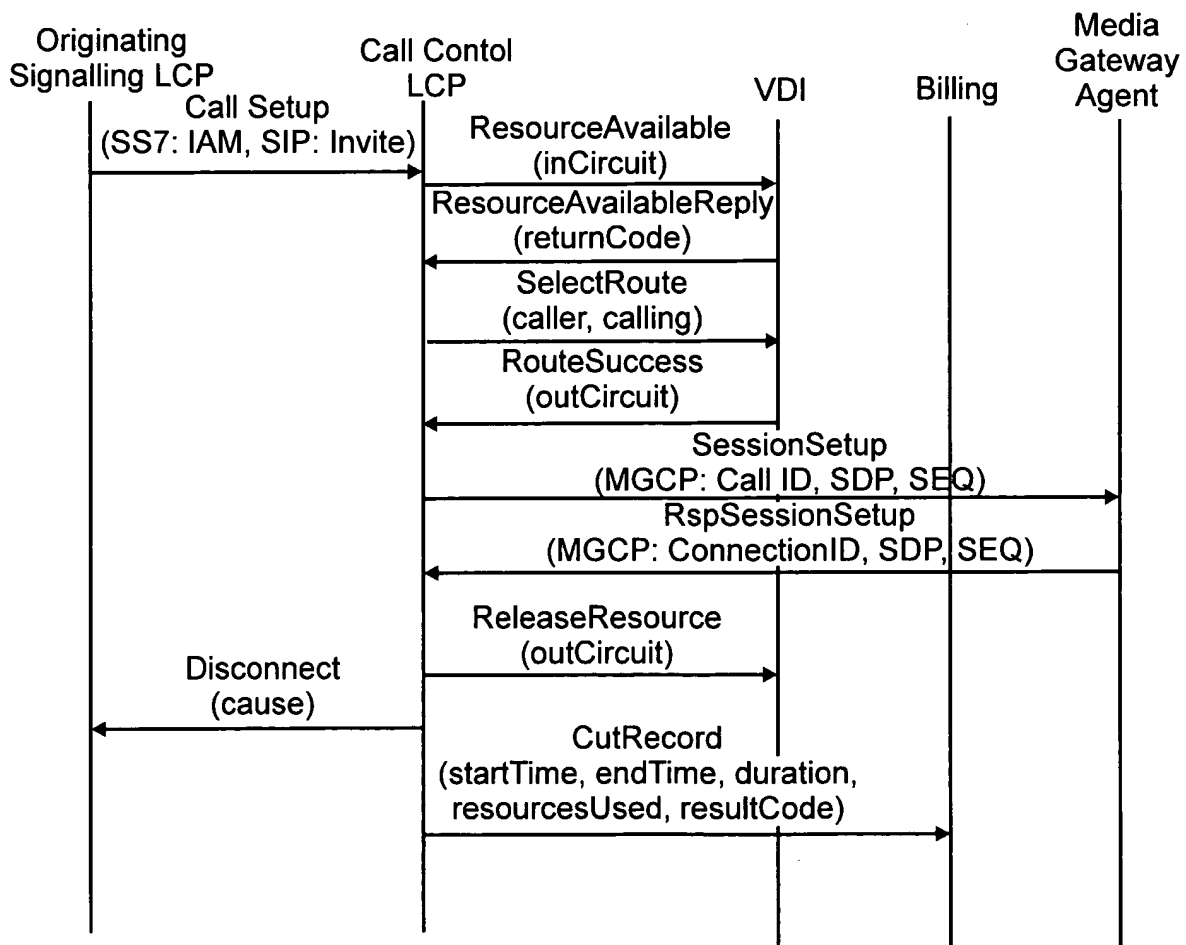 Originating
Signalling LCP
Call Contol
LCP
VDI
Billing
Media
Gateway
Agent
Call Setup
(SS7: IAM, SIP: Invite)
ResourceAvailable
(inCircuit)
ResourceAvailableReply
(returnCode)
SelectRoute
(caller, calling)
RouteSuccess
(outCircuit)
SessionSetup
(MGCP: Call ID, SDP, SEQ)
RspSessionSetup
(MGCP: ConnectionID, SDP, SEQ)
ReleaseResource
(outCircuit)
Disconnect
(cause)
CutRecord
(startTime, endTime, duration,
resourcesUsed, resultCode)